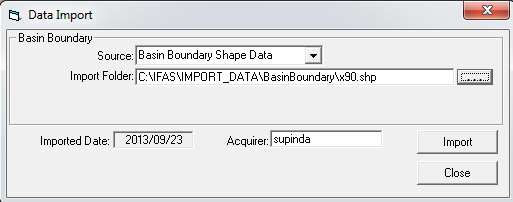 Data Import
Basin Boundary
Source: Basin Boundary Shape Data
Import Folder: C:\IFAS\IMPORT_DATA\BasinBoundary\x90.shp ....
Imported Date: 2013/09/23 Acquirer: supinda Import
Close